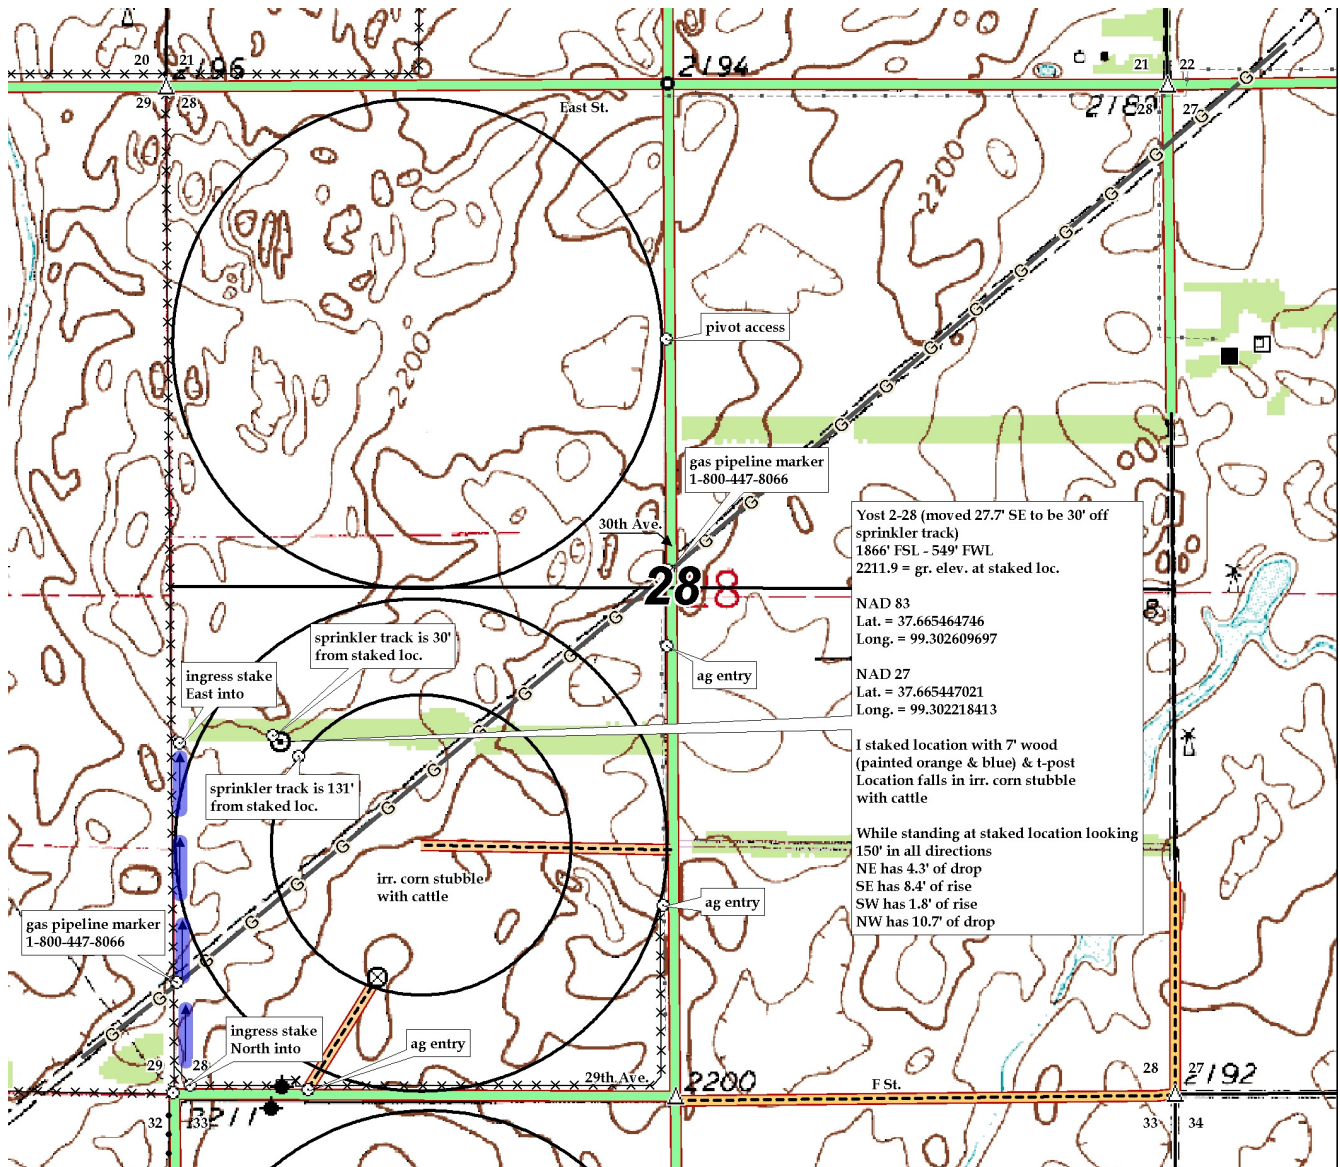 20
21
2196
2194
21
22
29
28
East St.
2182
28
27
G
G
G
2200
G
G
G
G
pivot access
G
2200
G
G
gas pipeline marker
1-800-447-8066
G
30th Ave.
G
Yost 2-28 (moved 27.7' SE to be 30' off
sprinkler track)
1866' FSL - 549' FWL
2211.9 = gr. elev. at staked loc.
NAD 83
Lat. = 37.665464746
Long. = 99.302609697
NAD 27
Lat. = 37.665447021
Long. = 99.302218413
I staked location with 7' wood
(painted orange & blue) & t-post
Location falls in irr. corn stubble
with cattle
While standing at staked location looking
150' in all directions
NE has 4.3' of drop
SE has 8.4' of rise
SW has 1.8' of rise
NW has 10.7' of drop
28
28
8
G
sprinkler track is 30'
from staked loc.
G
ag entry
ingress stake
East into
G
G
G
sprinkler track is 131'
from staked loc.
G
G
irr. corn stubble
with cattle
G
ag entry
gas pipeline marker
1-800-447-8066
G
G
G
G
ingress stake
North into
ag entry
29
28
29th Ave.
2200
F St.
28
27
2192
32
33
2211
33
34